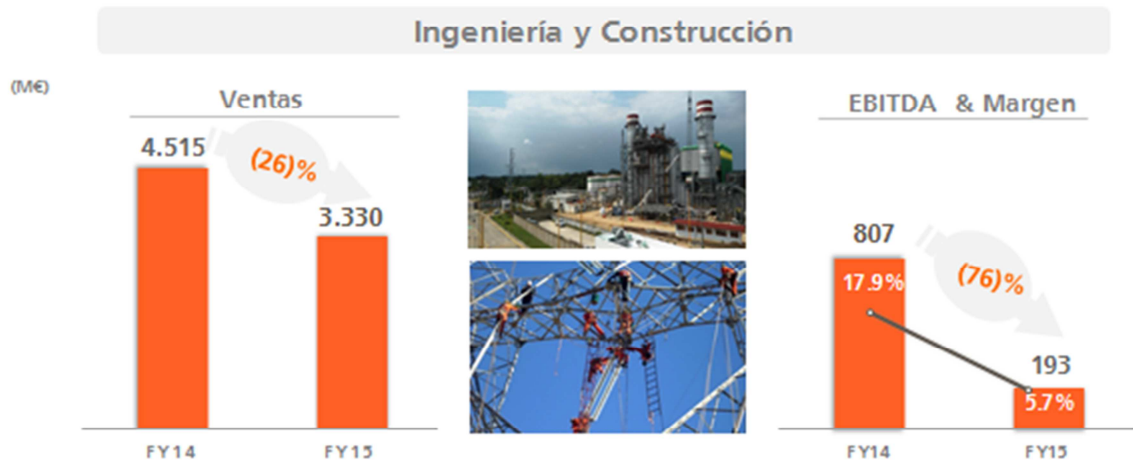 Ingeniería y Construcción
(M€)
Ventas
4.515
(26)%
3.330
FY14
FY15
EBITDA & Margen
807
17.9%
(76)%
193
5.7%
FY14
FY15